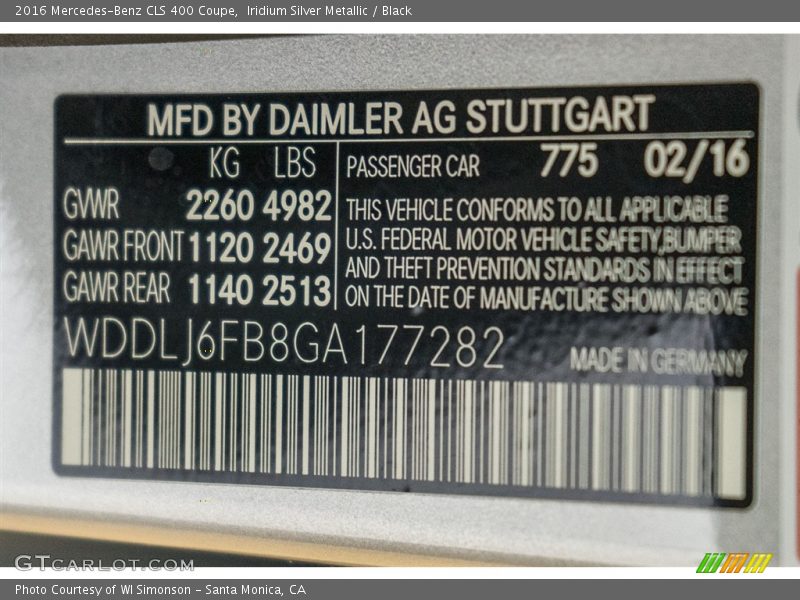 2016 Mercedes-Benz CLS 400 Coupe, Iridium Silver Metallic / Black
MFD BY DAIMLER AG STUTTGART
KG LBS
GVWR 2260 4982
GAWR FRONT 1120 2469
GAWR REAR 1140 2513
PASSENGER CAR 775 02/16
THIS VEHICLE CONFORMS TO ALL APPLICABLE
U.S. FEDERAL MOTOR VEHICLE SAFETY, BUMPER
AND THEFT PREVENTION STANDARDS IN EFFECT
ON THE DATE OF MANUFACTURE SHOWN ABOVE
WDDLJ6FB8GA177282
MADE IN GERMANY
GTCARLOT.COM
Photo Courtesy of WI Simonson - Santa Monica, CA